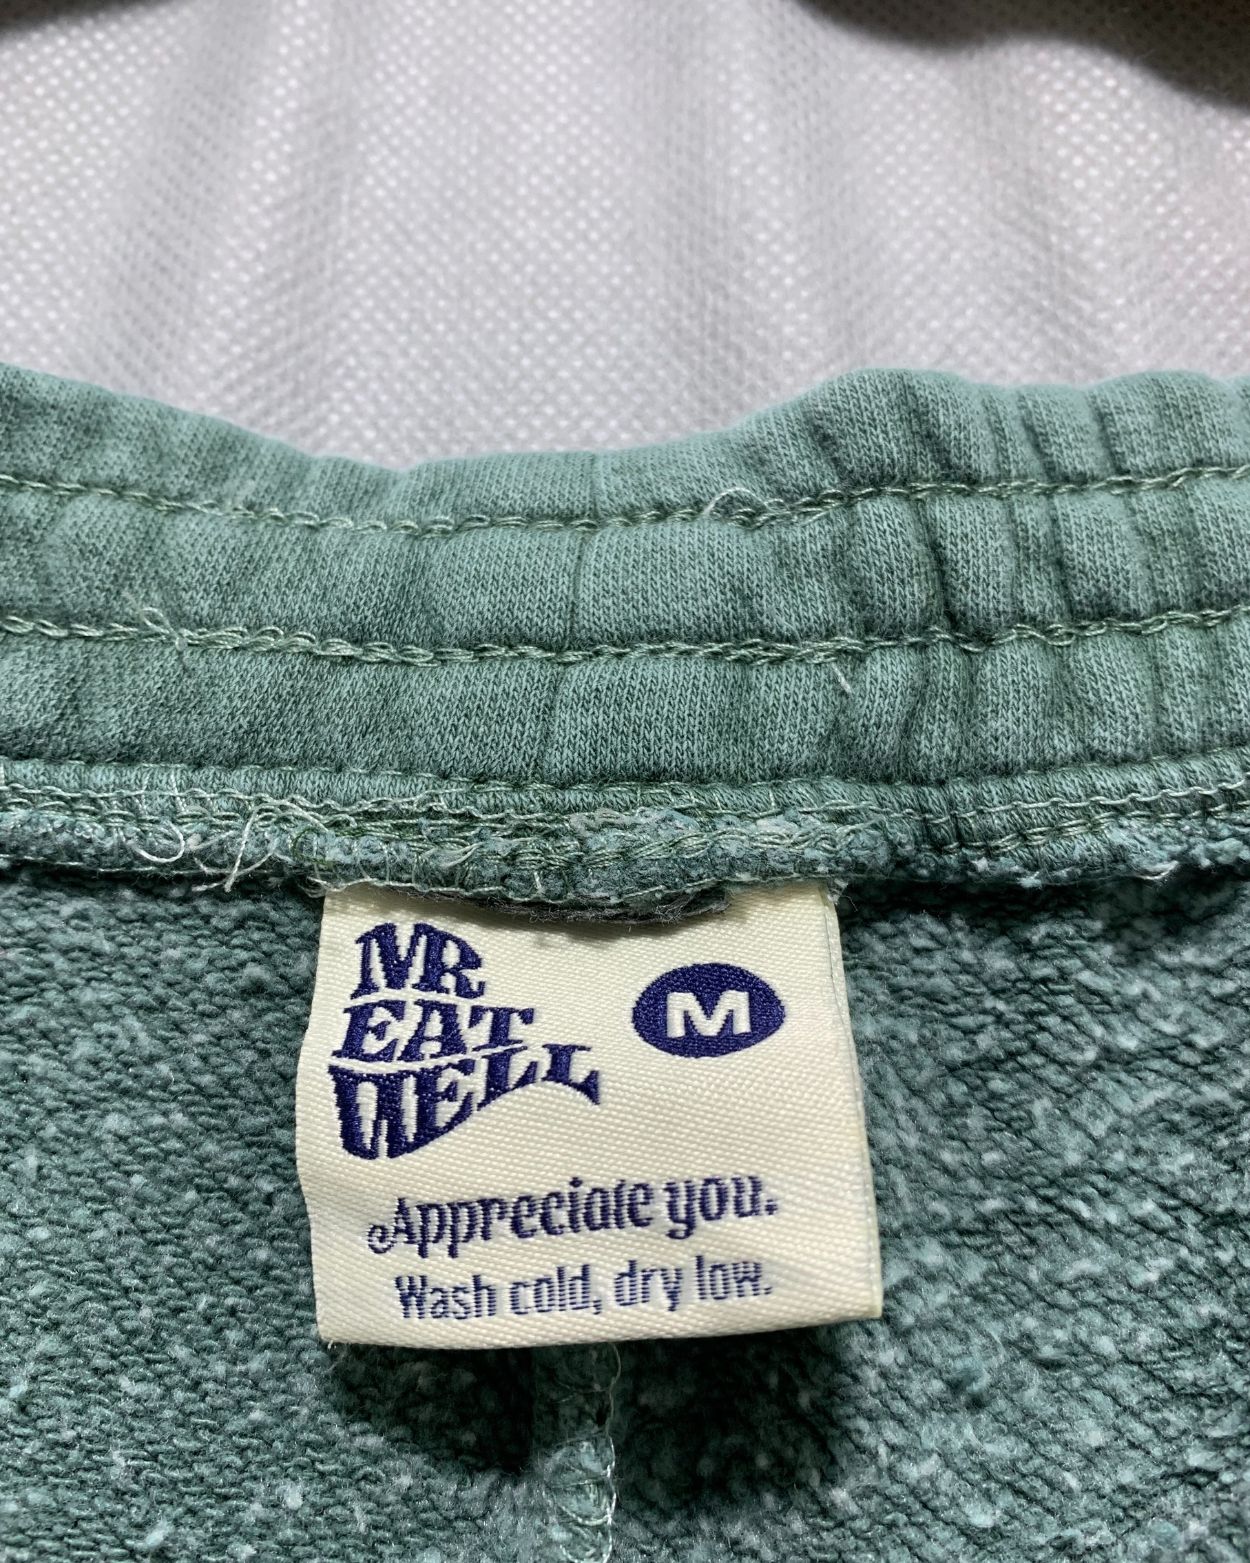 MR
EAT
WELL
M
Appreciate you.
Wash cold, dry low.